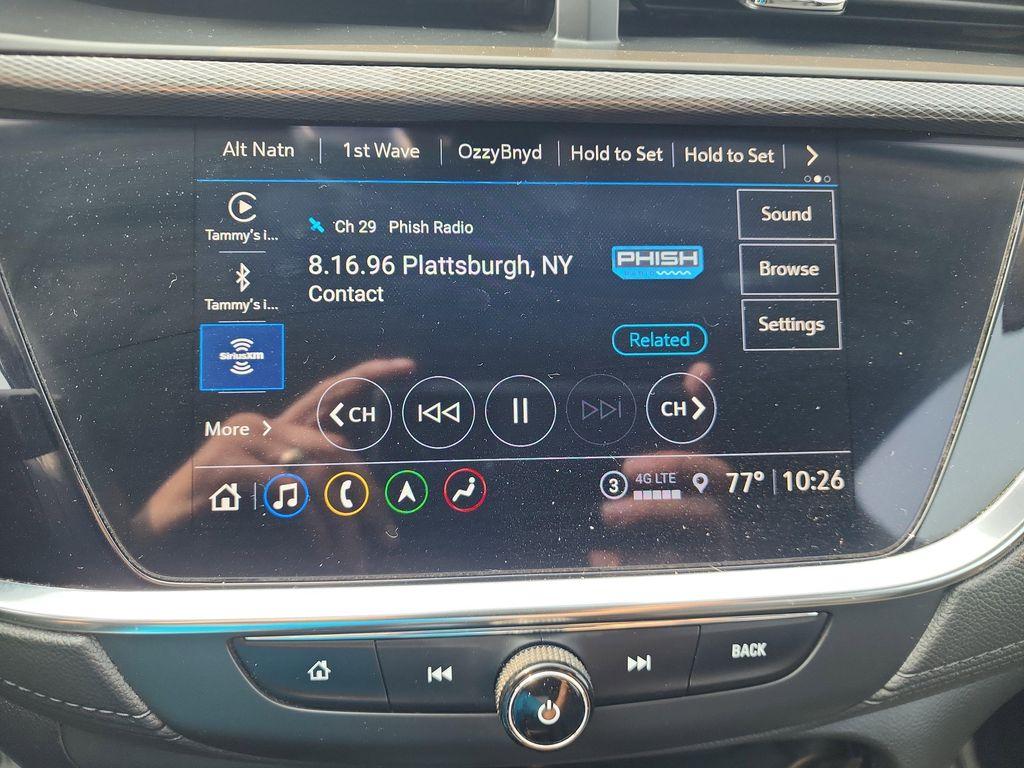 Alt Natn 1st Wave OzzyBnyd Hold to Set Hold to Set
Tammy's i...
Ch 29 Phish Radio
Sound
8.16.96 Plattsburgh, NY
PHISH
Browse
Contact
Tammy's i...
SiriusXM
Related
Settings
More
CH
CH
3 4G LTE 77° 10:26
BACK